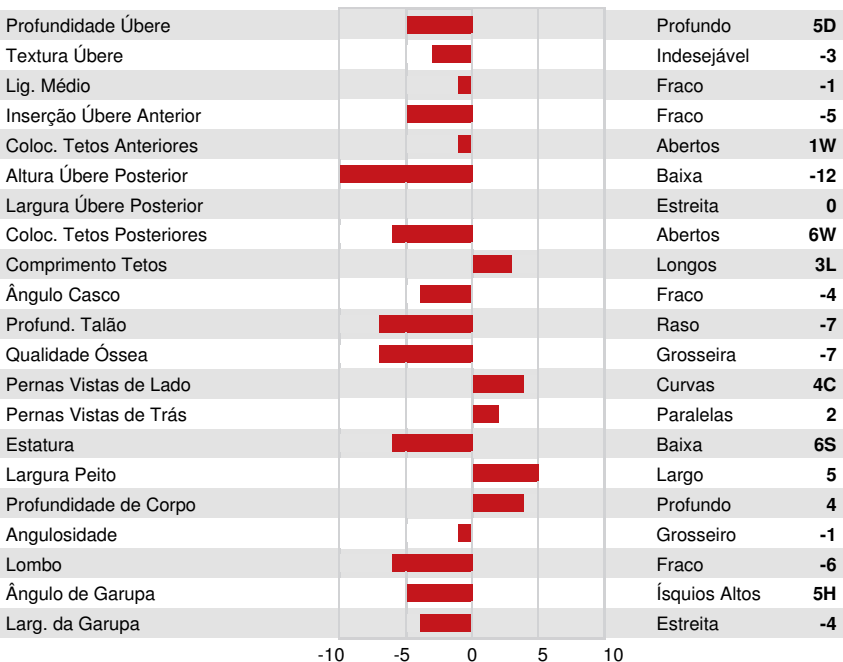 Profundidade Úbere Profundo 5D
Textura Úbere Indesejável -3
Lig. Médio Fraco -1
Inserção Úbere Anterior Fraco -5
Coloc. Tetos Anteriores Abertos 1W
Altura Úbere Posterior Baixa -12
Largura Úbere Posterior Estreita 0
Coloc. Tetos Posteriores Abertos 6W
Comprimento Tetos Longos 3L
Ângulo Casco Fraco -4
Profund. Talão Raso -7
Qualidade Óssea Grosseira -7
Pernas Vistas de Lado Curvas 4C
Pernas Vistas de Trás Paralelas 2
Estatura Baixa 6S
Largura Peito Largo 5
Profundidade de Corpo Profundo 4
Angulosidade Grosseiro -1
Lombo Fraco -6
Ângulo de Garupa Ísquios Altos 5H
Larg. da Garupa Estreita -4
-10 -5 0 5 10